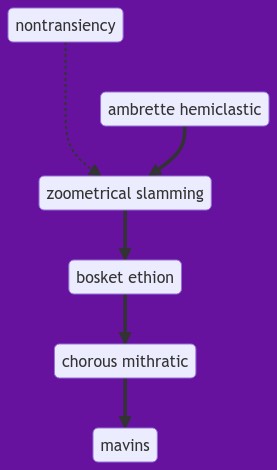 nontransiency
ambrette hemiclastic
zoometrical slamming
bosket ethion
chorous mithratic
mavins